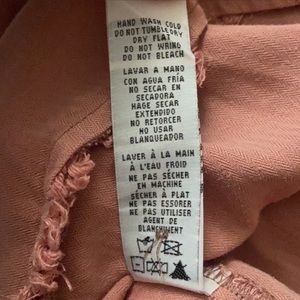 HAND WASH COLD
DO NOT TUMBLE DRY
DRY FLAT
DO NOT WRING
DO NOT BLEACH
LAVAR A MANO
CON AGUA FRÍA
NO SECAR EN
SECADORA
HAGE SECAR
EXTENDIDO
NO RETORCER
NO USAR
BLANQUEADOR
LAVER À LA MAIN
À L'EAU FROID
NE PAS SÉCHER
EN MACHINE
SÉCHER À PLAT
NE PAS ESSORER
NE PAS UTILISER
AGENT DE
BLANCHIMENT